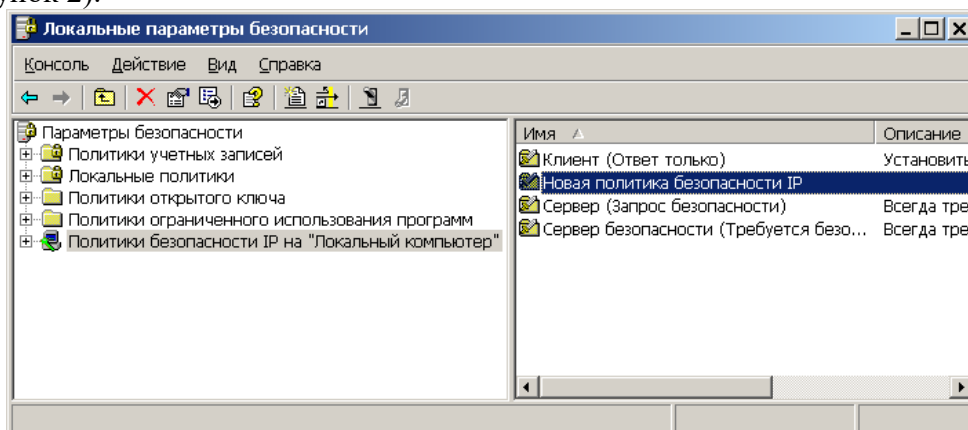 унок 2).
Локальные параметры безопасности
Консоль Действие Вид Справка
Параметры безопасности
Политики учетных записей
Локальные политики
Политики открытого ключа
Политики ограниченного использования программ
Политики безопасности IP на "Локальный компьютер"
Имя Описание
Клиент (Ответ только) Установить
Новая политика безопасности IP
Сервер (Запрос безопасности) Всегда тре
Сервер безопасности (Требуется безо... Всегда тре